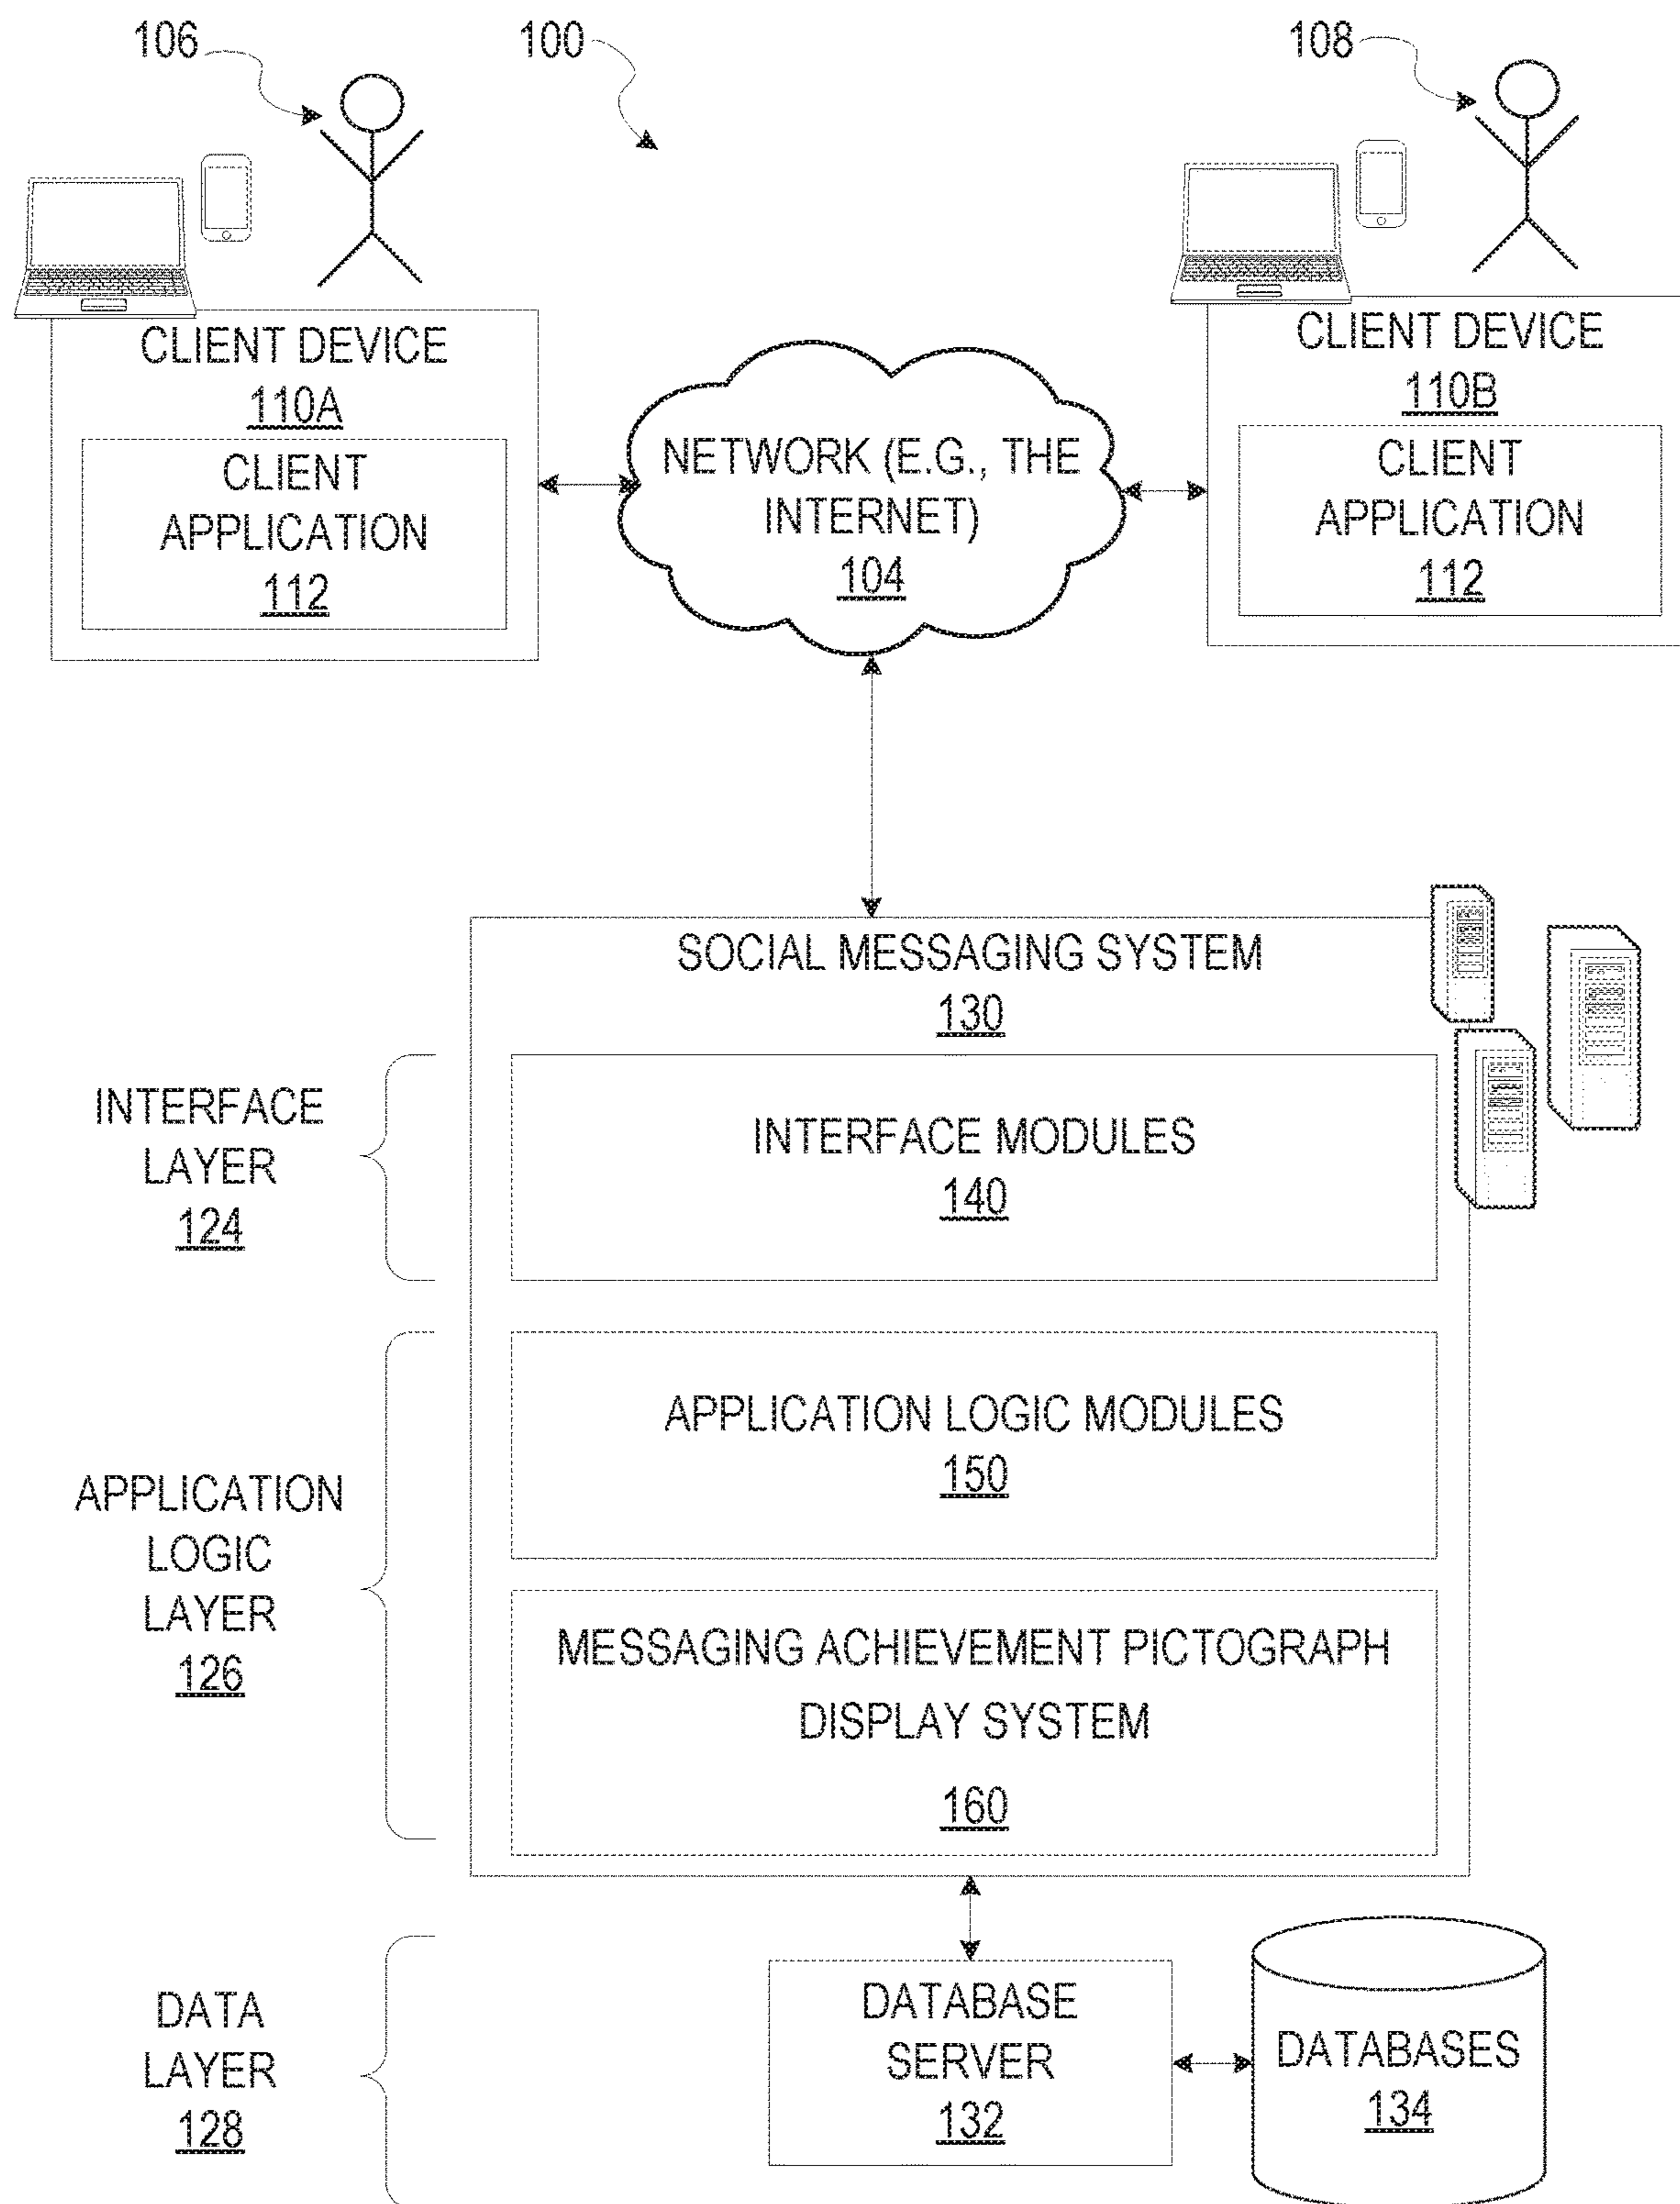 106
100
108
CLIENT DEVICE
110A
CLIENT
APPLICATION
112
NETWORK (E.G., THE
INTERNET)
104
CLIENT DEVICE
110B
CLIENT
APPLICATION
112
SOCIAL MESSAGING SYSTEM
130
INTERFACE
LAYER
124
INTERFACE MODULES
140
APPLICATION
LOGIC
LAYER
126
APPLICATION LOGIC MODULES
150
MESSAGING ACHIEVEMENT PICTOGRAPH
DISPLAY SYSTEM
160
DATA
LAYER
128
DATABASE
SERVER
132
DATABASES
134